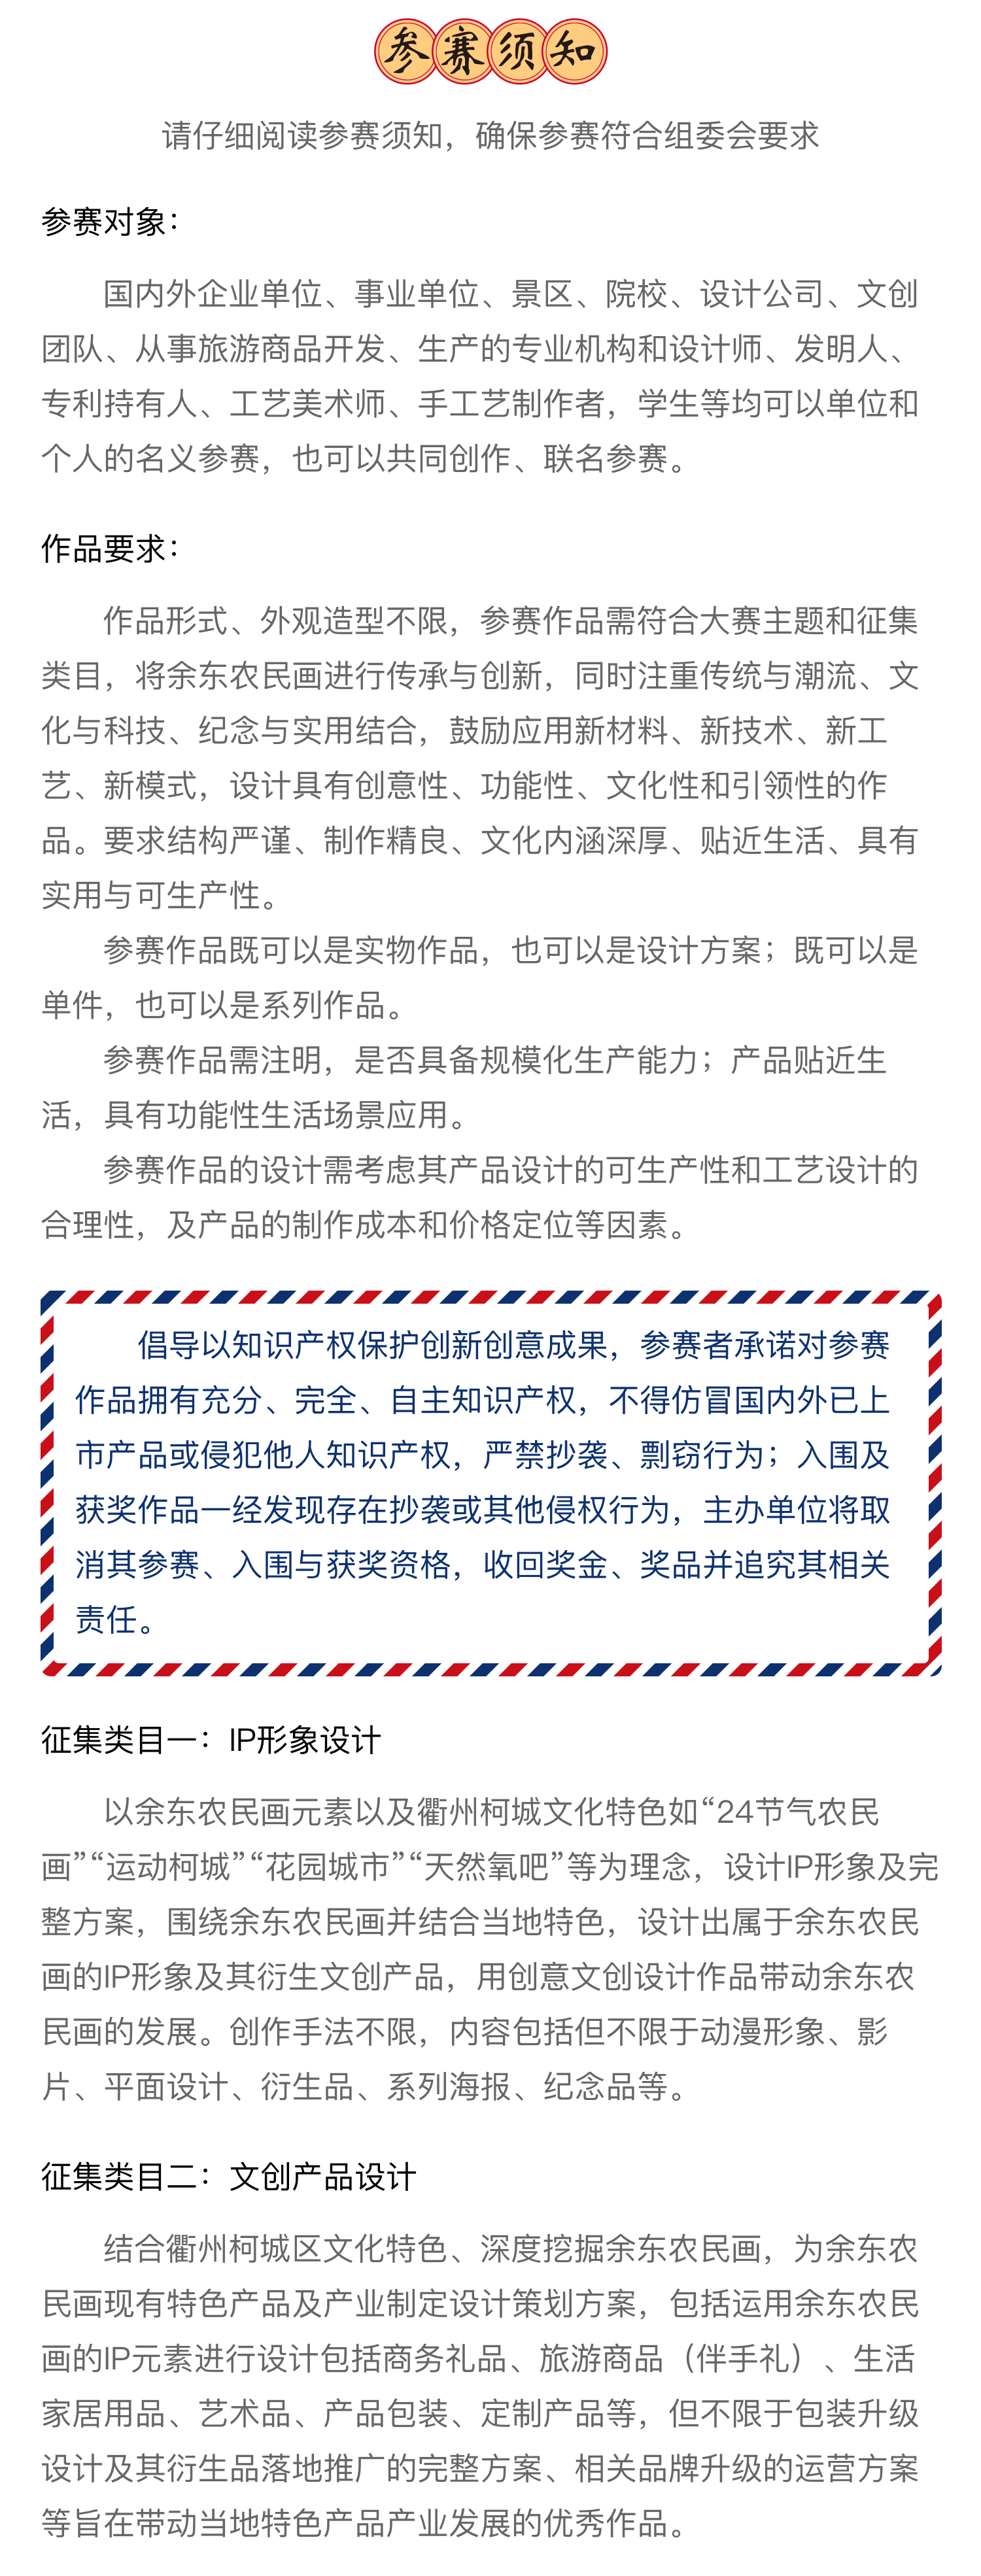 参赛须知
请仔细阅读参赛须知，确保参赛符合组委会要求
参赛对象：
国内外企业单位、事业单位、景区、院校、设计公司、文创
团队、从事旅游商品开发、生产的专业机构和设计师、发明人、
专利持有人、工艺美术师、手工艺制作者，学生等均可以单位和
个人的名义参赛，也可以共同创作、联名参赛。
作品要求：
作品形式、外观造型不限，参赛作品需符合大赛主题和征集
类目，将余东农民画进行传承与创新，同时注重传统与潮流、文
化与科技、纪念与实用结合，鼓励应用新材料、新技术、新工
艺、新模式，设计具有创意性、功能性、文化性和引领性的作
品。要求结构严谨、制作精良、文化内涵深厚、贴近生活、具有
实用与可生产性。
参赛作品既可以是实物作品，也可以是设计方案；既可以是
单件，也可以是系列作品。
参赛作品需注明，是否具备规模化生产能力；产品贴近生
活，具有功能性生活场景应用。
参赛作品的设计需考虑其产品设计的可生产性和工艺设计的
合理性，及产品的制作成本和价格定位等因素。
倡导以知识产权保护创新创意成果，参赛者承诺对参赛
作品拥有充分、完全、自主知识产权，不得仿冒国内外已上
市产品或侵犯他人知识产权，严禁抄袭、剽窃行为；入围及
获奖作品一经发现存在抄袭或其他侵权行为，主办单位将取
消其参赛、入围与获奖资格，收回奖金、奖品并追究其相关
责任。
征集类目一：IP形象设计
以余东农民画元素以及衢州柯城文化特色如“24节气农民
画”“运动柯城”“花园城市”“天然氧吧”等为理念，设计IP形象及完
整方案，围绕余东农民画并结合当地特色，设计出属于余东农民
画的IP形象及其衍生文创产品，用创意文创设计作品带动余东农
民画的发展。创作手法不限，内容包括但不限于动漫形象、影
片、平面设计、衍生品、系列海报、纪念品等。
征集类目二：文创产品设计
结合衢州柯城区文化特色、深度挖掘余东农民画，为余东农
民画现有特色产品及产业制定设计策划方案，包括运用余东农民
画的IP元素进行设计包括商务礼品、旅游商品（伴手礼）、生活
家居用品、艺术品、产品包装、定制产品等，但不限于包装升级
设计及其衍生品落地推广的完整方案、相关品牌升级的运营方案
等旨在带动当地特色产品产业发展的优秀作品。